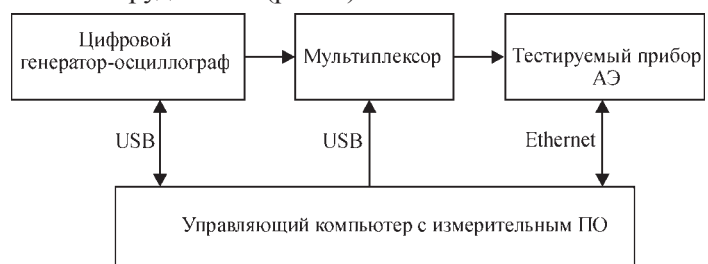 Цифровой
генератор-осциллограф
Мультиплексор
Тестируемый прибор
АЭ
USB
USB
Ethernet
Управляющий компьютер с измерительным ПО